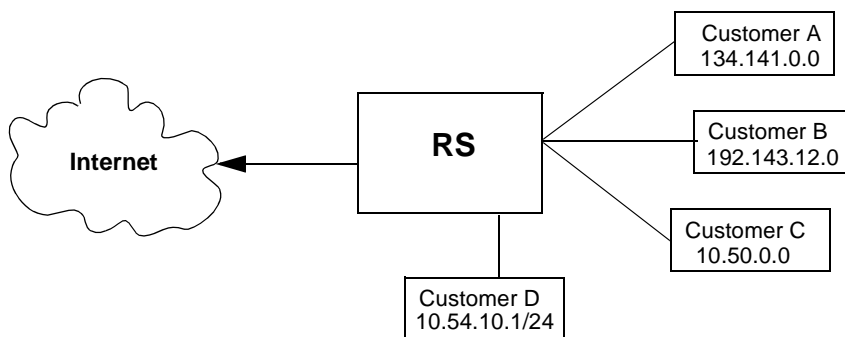 Customer A
134.141.0.0
RS
Internet
Customer B
192.143.12.0
Customer C
10.50.0.0
Customer D
10.54.10.1/24